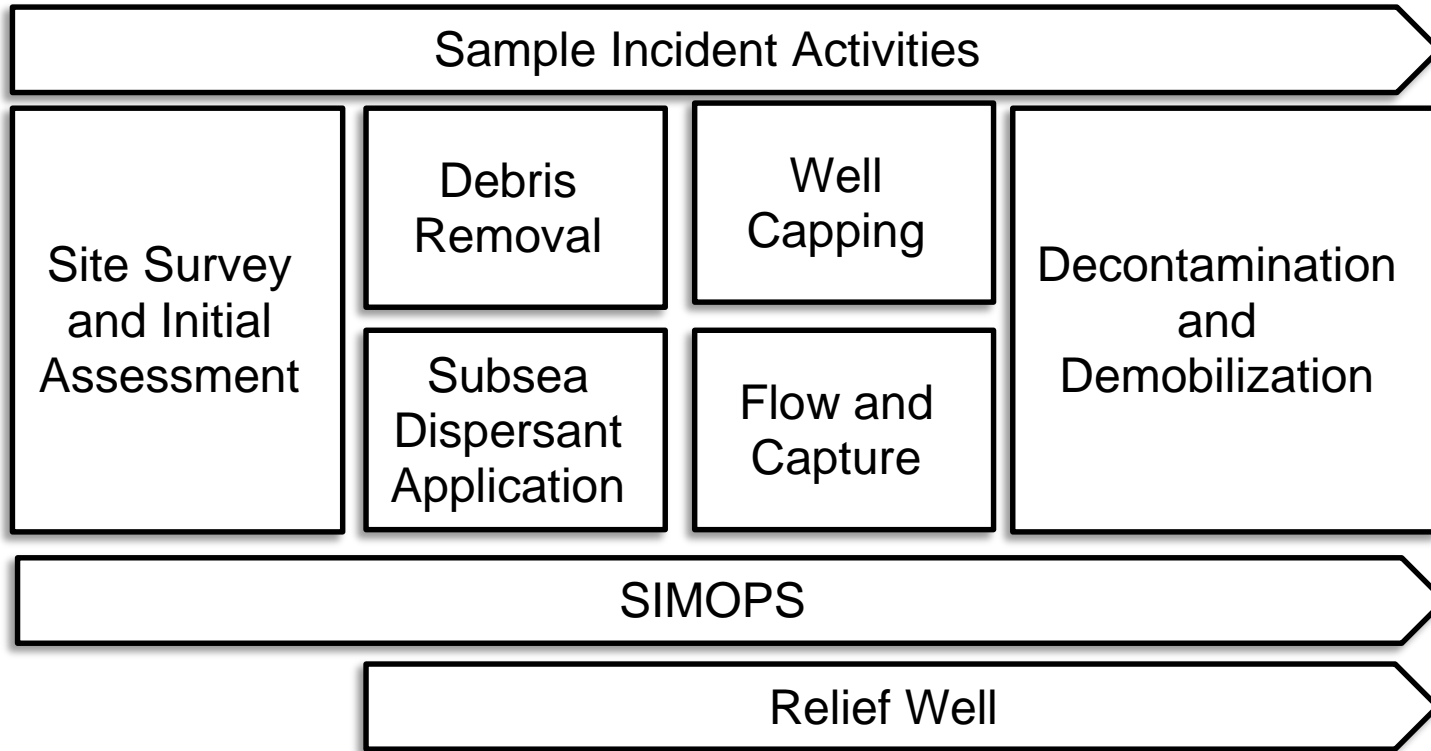 Sample Incident Activities
Site Survey
and Initial
Assessment
Debris
Removal
Subsea
Dispersant
Application
Well
Capping
Flow and
Capture
Decontamination
and
Demobilization
SIMOPS
Relief Well